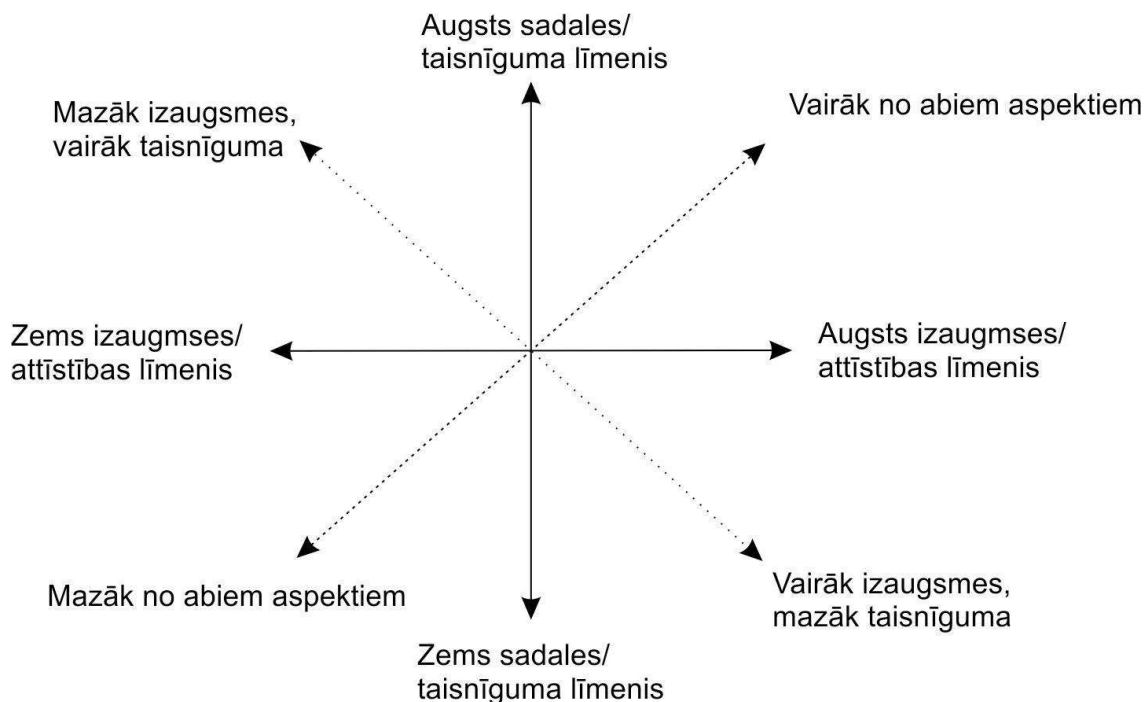 Augsts sadales/
taisnīguma līmenis
Mazāk izaugsmes,
vairāk taisnīguma
Vairāk no abiem aspektiem
Zems izaugmses/
attīstības līmenis
Augsts izaugmses/
attīstības līmenis
Mazāk no abiem aspektiem
Vairāk izaugsmes,
mazāk taisnīguma
Zems sadales/
taisnīguma līmenis